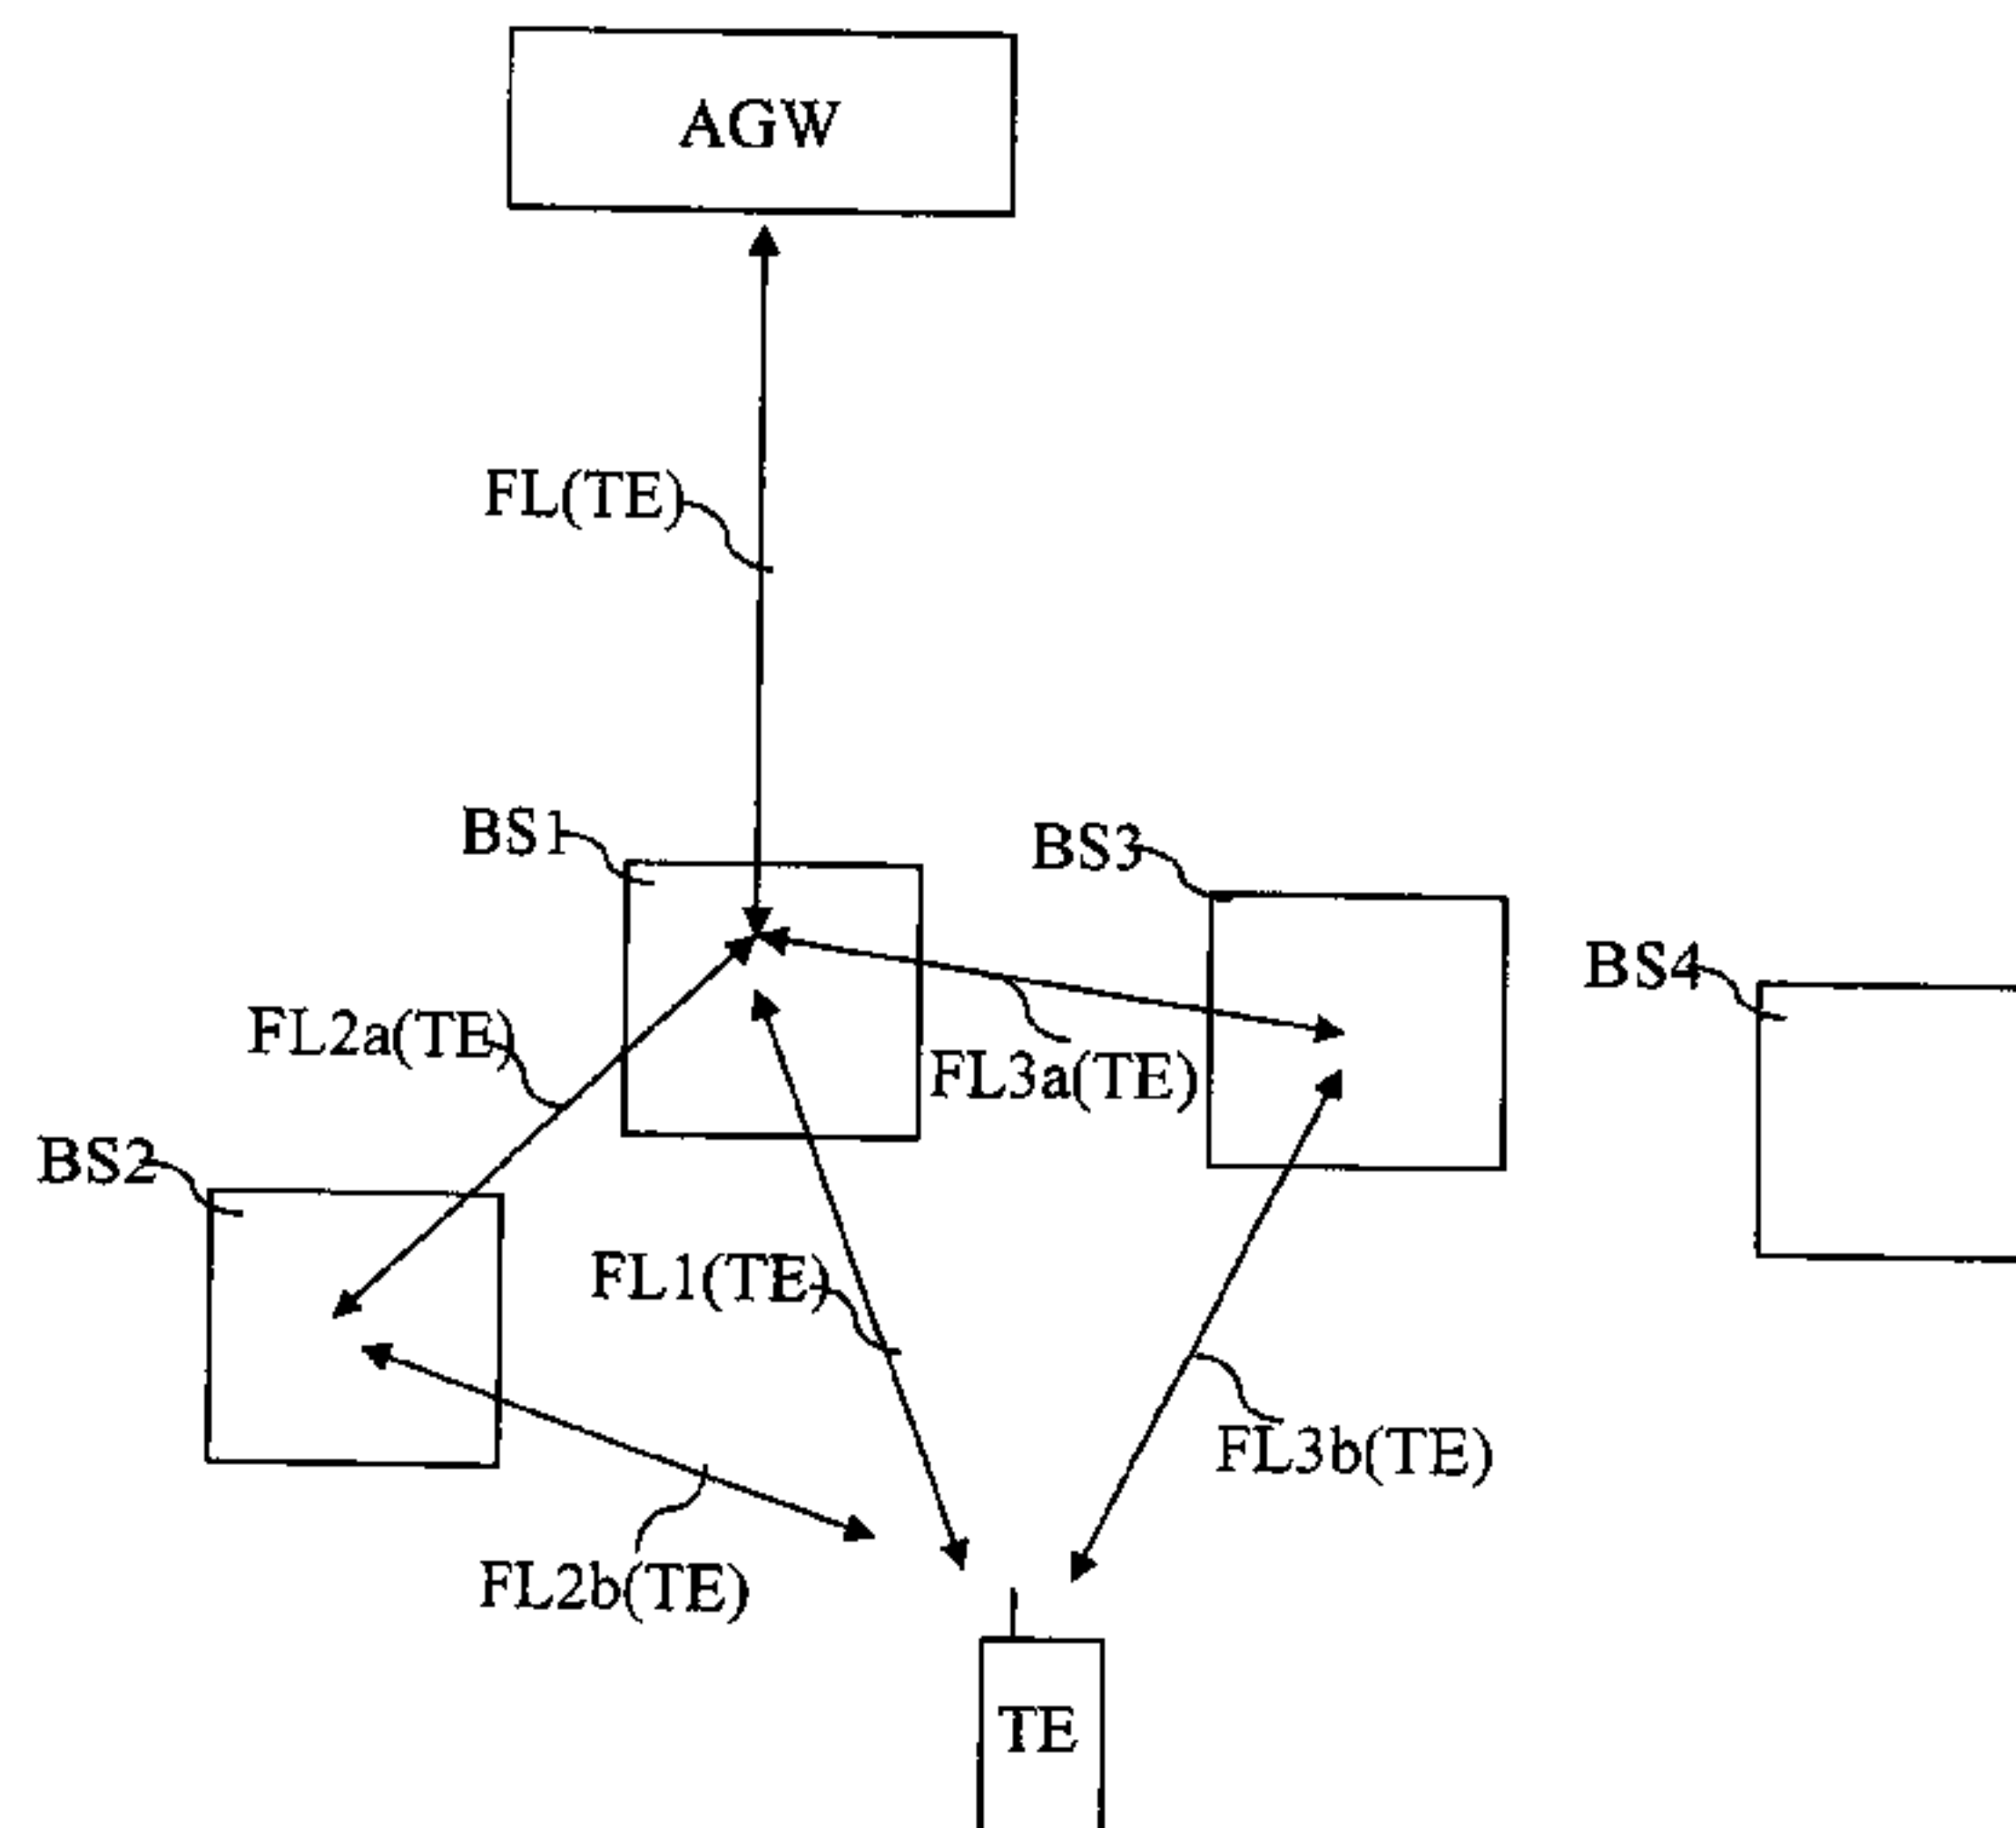 AGW
FL(TE)
BS1
BS3
BS4
FL2a(TE)
FL3a(TE)
BS2
FL1(TE)
FL3b(TE)
FL2b(TE)
TE